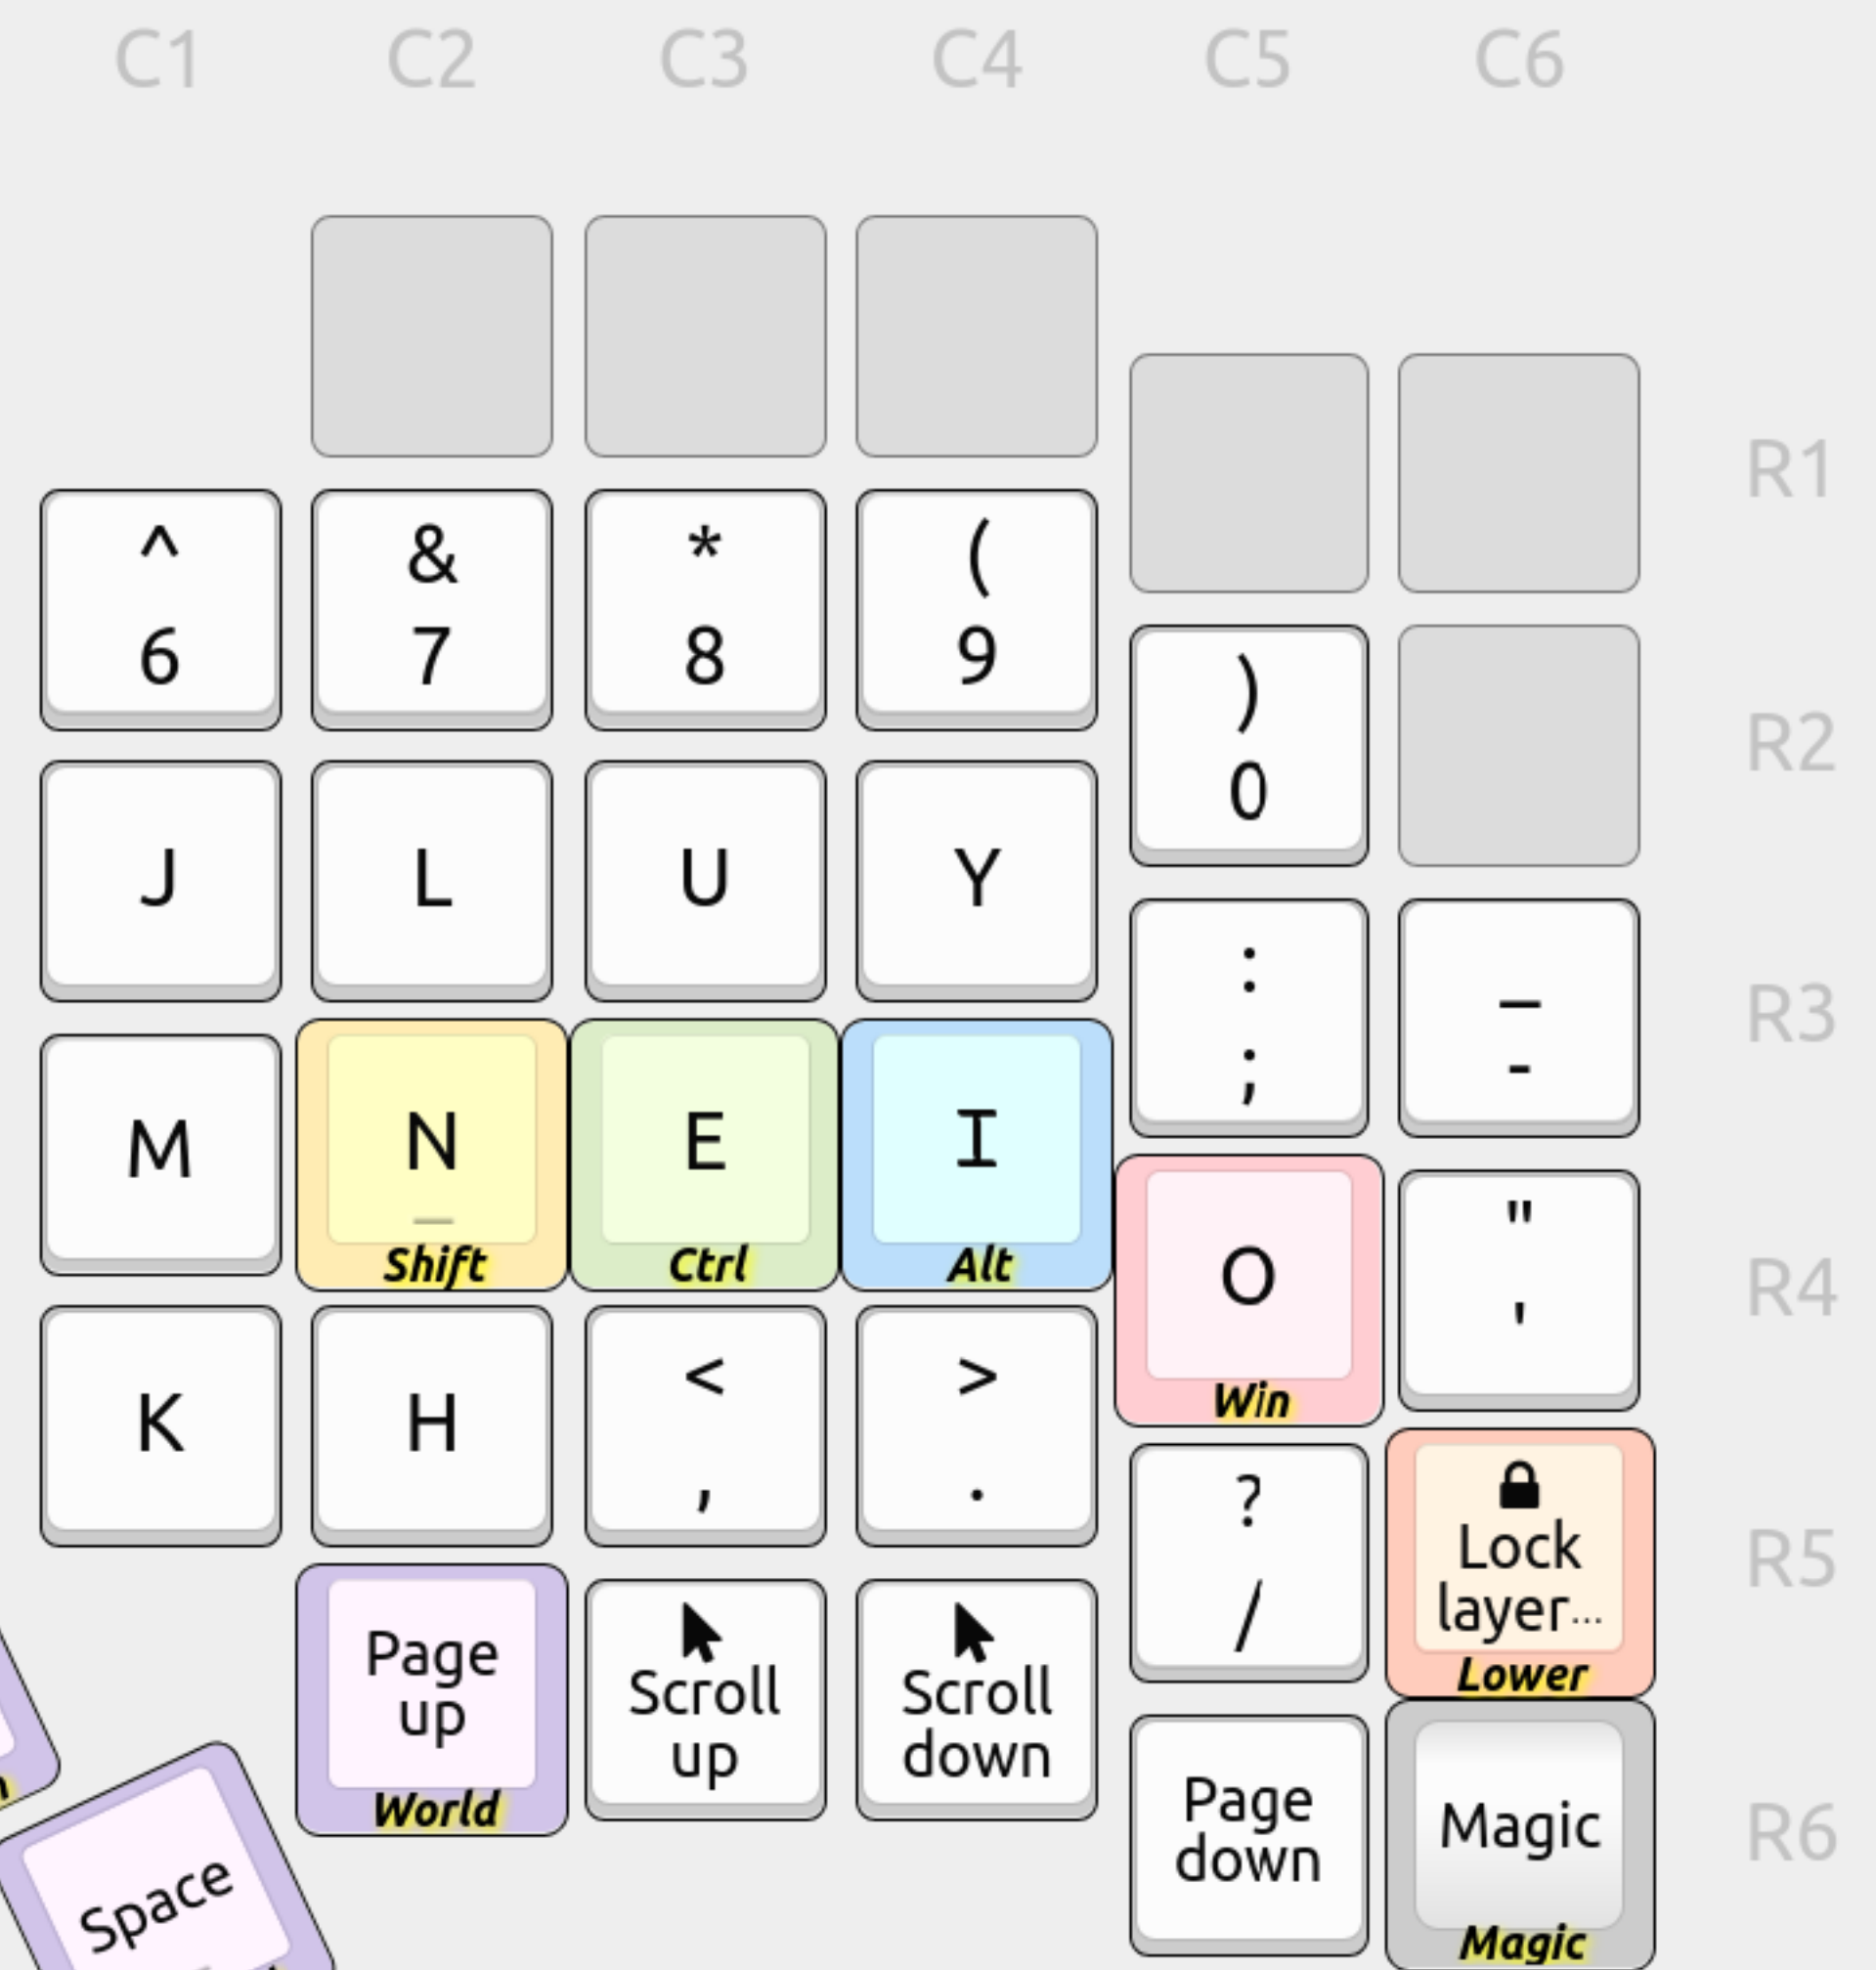 C1 C2 C3 C4 C5 C6
R1
^ & * (
6 7 8 9
)
0
R2
J L U Y
:
;
_
-
R3
M
N
_
Shift
E
Ctrl
I
Alt
O
Win
"
'
R4
K H
<
,
>
.
?
/
Lock
layer...
Lower
R5
Page
up
World
Scroll
up
Scroll
down
Page
down
Magic
Magic
R6
Space